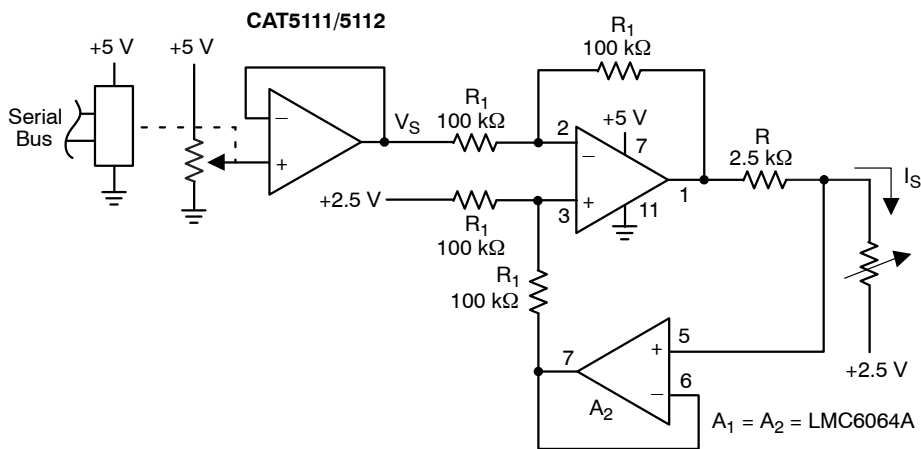 CAT5111/5112
+5 V
+5 V
Serial
Bus
−
+
VS
R1
100 kΩ
R1
100 kΩ
+5 V
2
−
7
+
3
11
1
R
2.5 kΩ
IS
+2.5 V
R1
100 kΩ
R1
100 kΩ
7
5
+
6
−
A2
+2.5 V
A1 = A2 = LMC6064A